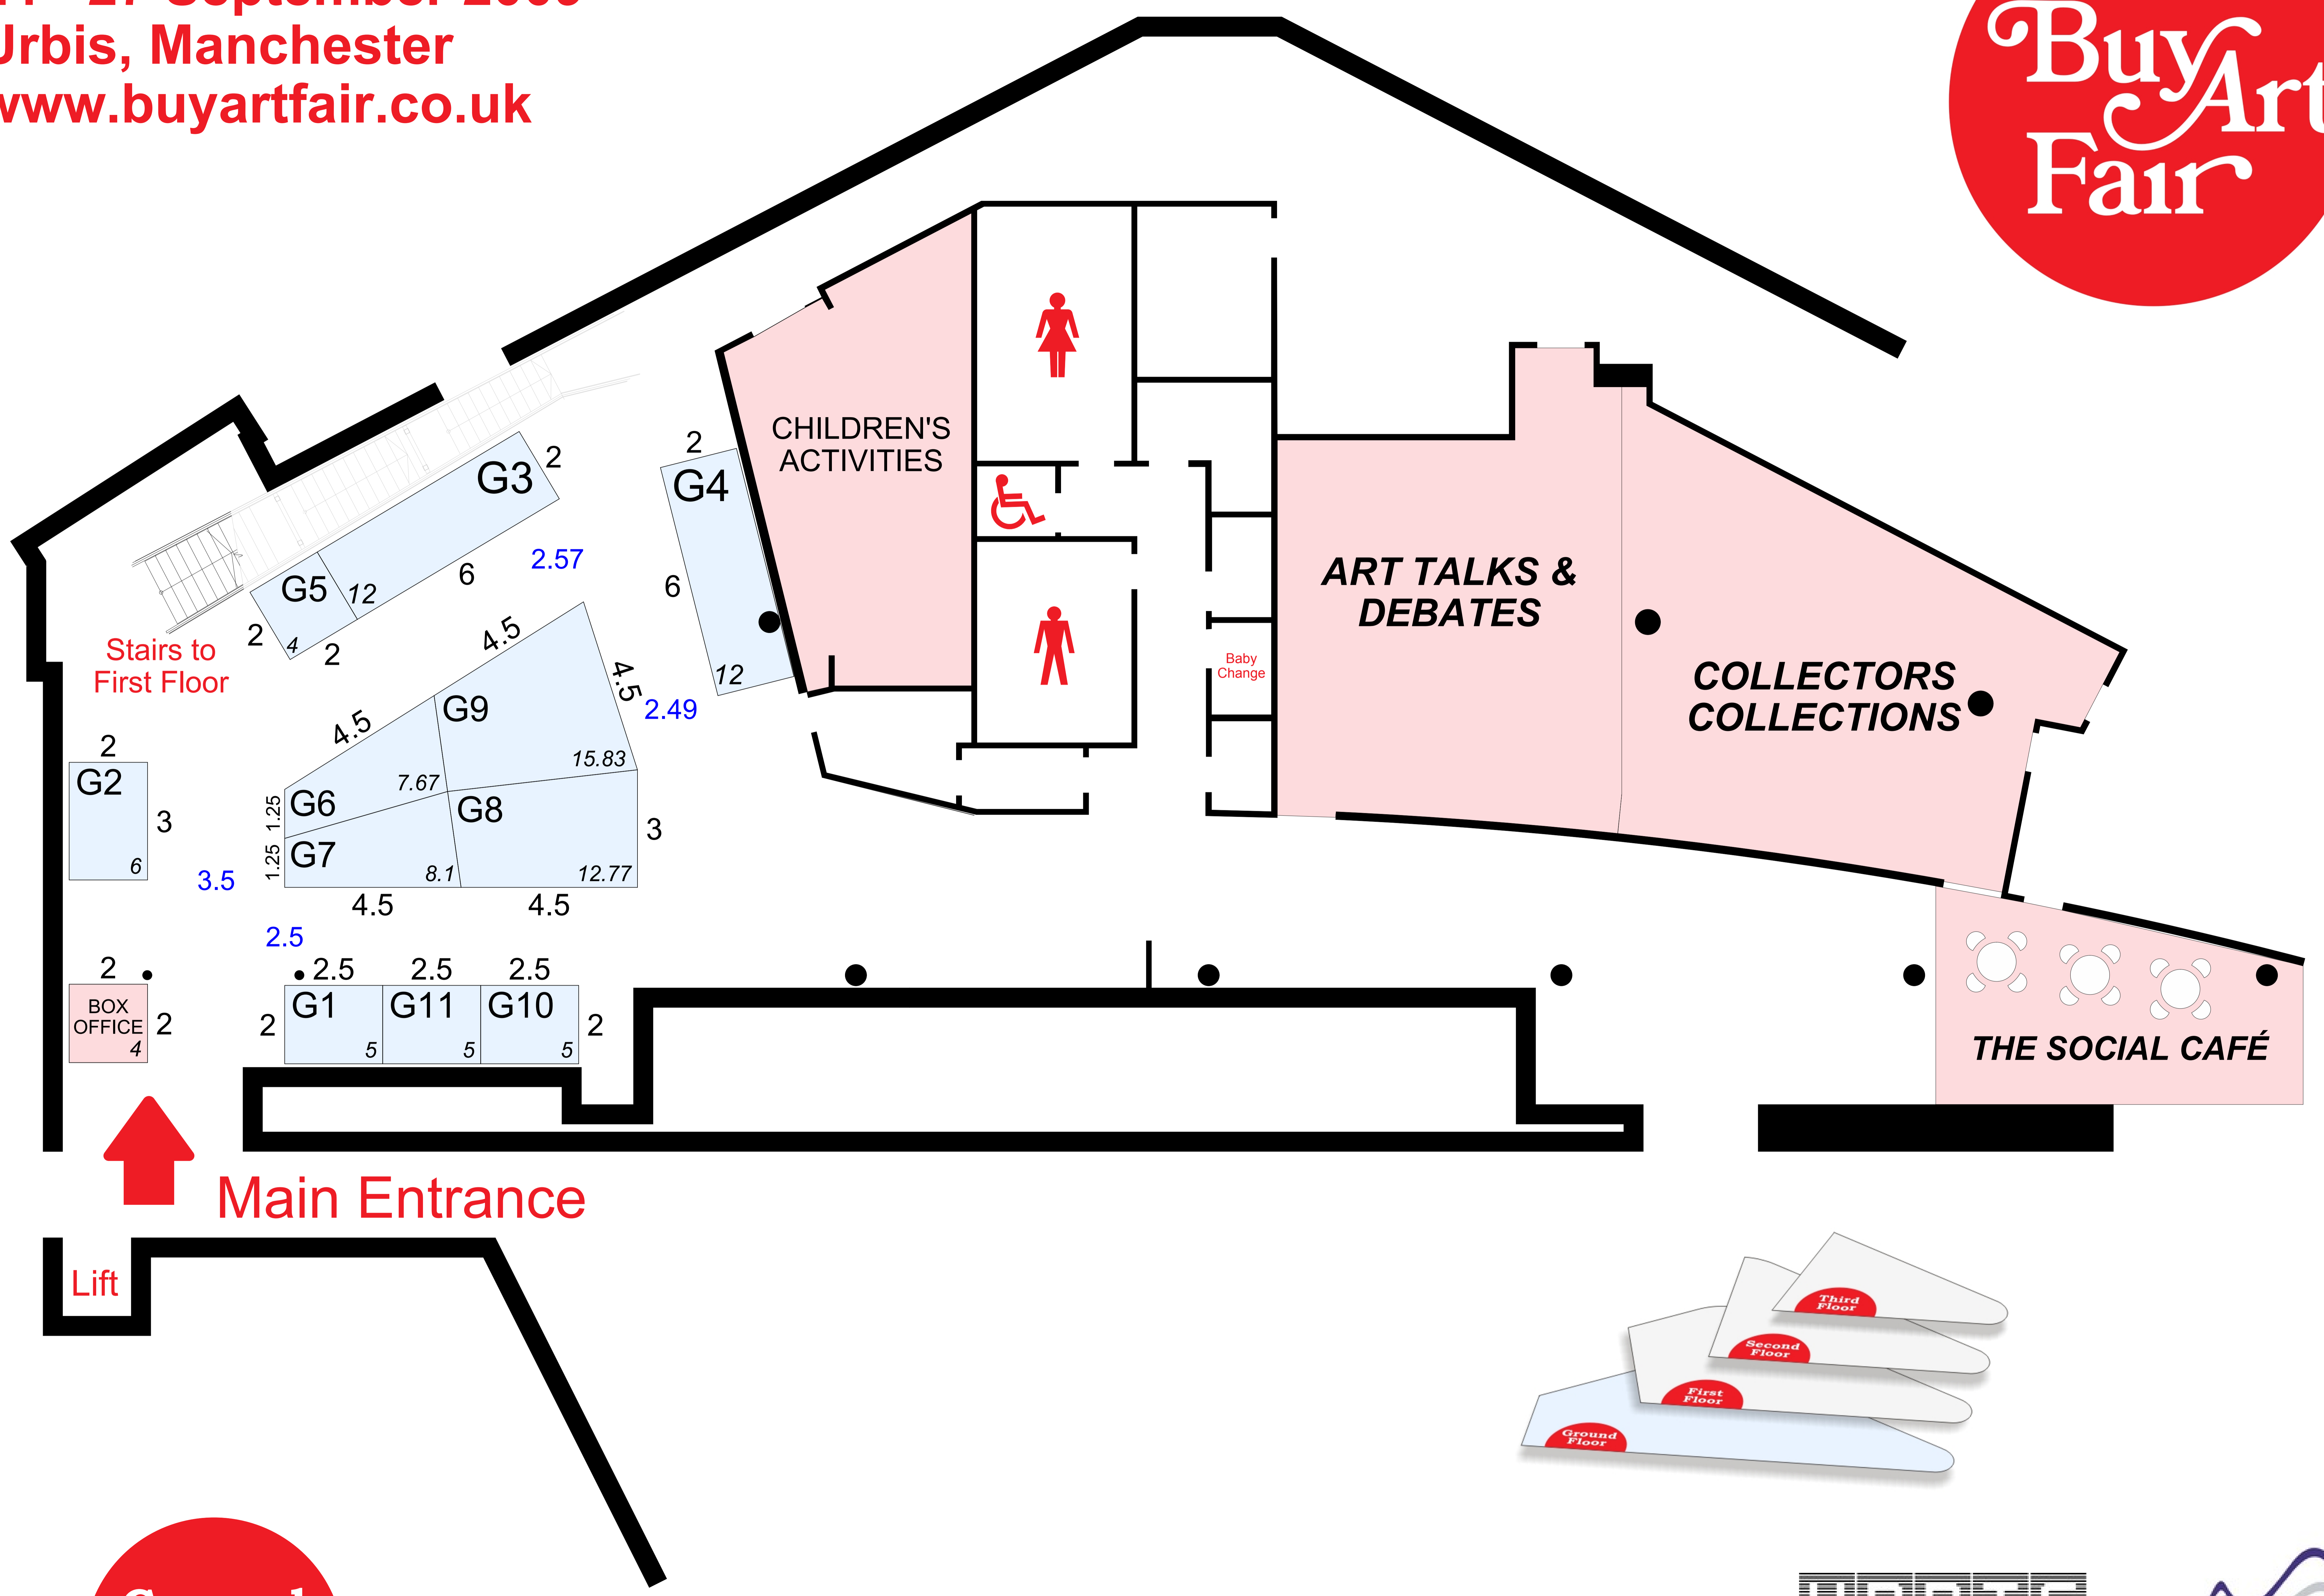 September
Urbis, Manchester
www.buyartfair.co.uk
Buy Art
Fair
CHILDREN'S
ACTIVITIES
2
G3
2
G4
G5
12
6
2.57
6
2
4
2
4.5
12
Stairs to
First Floor
4.5
2.49
4.5
G9
15.83
ART TALKS &
DEBATES
Baby
Change
COLLECTORS
COLLECTIONS
2
G2
3
6
1.25
G6
7.67
G8
3
1.25
G7
8.1
12.77
3.5
4.5
4.5
2.5
2
2.5
2.5
2.5
BOX
OFFICE
4
2
2
G1
5
G11
5
G10
5
2
THE SOCIAL CAFÉ
Main Entrance
Lift
Third
Floor
Second
Floor
First
Floor
Ground
Floor